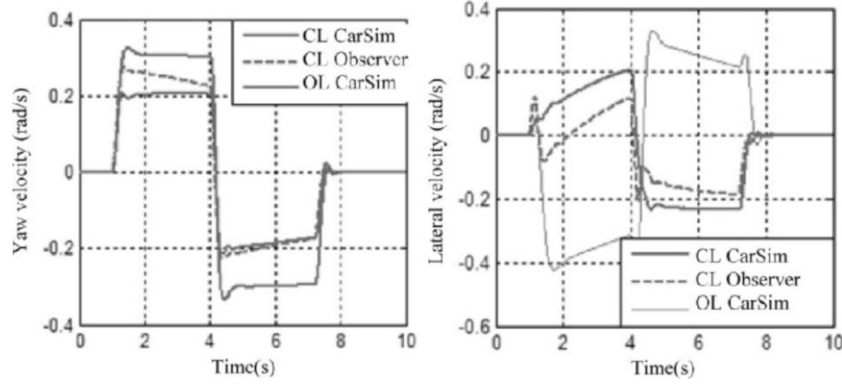 Yaw velocity (rad/s)
0.4
0.2
0
-0.2
-0.4
0 2 4 6 8 10
Time(s)
CL CarSim
CL Observer
OL CarSim
Lateral velocity (rad/s)
0.4
0.2
0
-0.2
-0.4
-0.6
0 2 4 6 8 10
Time(s)
CL CarSim
CL Observer
OL CarSim